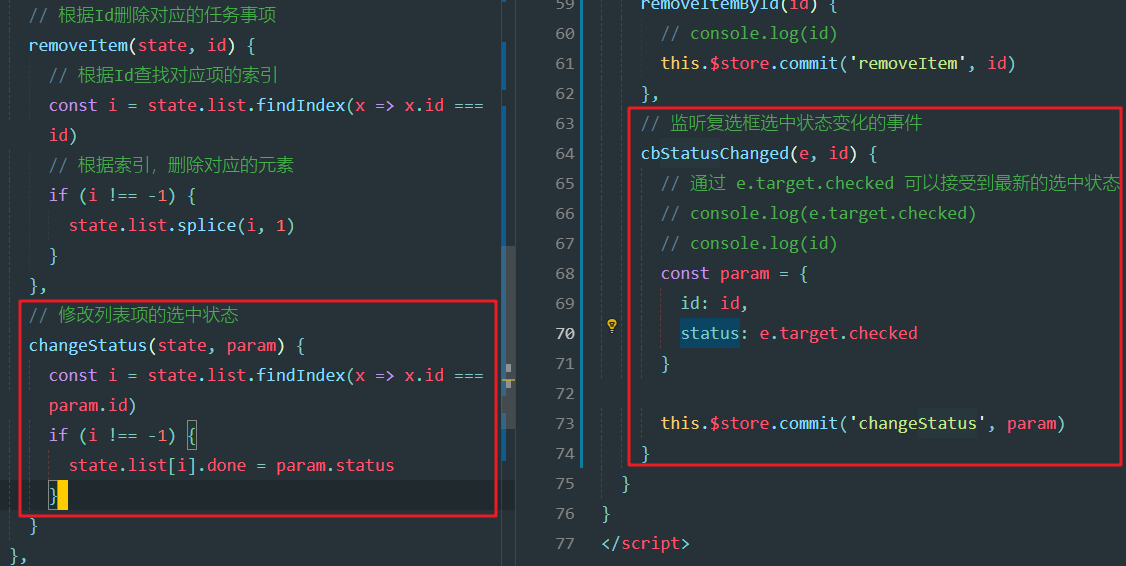 // 根据Id删除对应的任务事项
removeItem(state, id) {
// 根据Id查找对应项的索引
const i = state.list.findIndex(x => x.id ===
id)
// 根据索引，删除对应的元素
if (i !== -1) {
state.list.splice(i, 1)
}
},
// 修改列表项的选中状态
changeStatus(state, param) {
const i = state.list.findIndex(x => x.id ===
param.id)
if (i !== -1) {
state.list[i].done = param.status
}
}
},
59 removeItemById(id) {
60 // console.log(id)
61 this.$store.commit('removeItem', id)
62 },
63 // 监听复选框选中状态变化的事件
64 cbStatusChanged(e, id) {
65 // 通过 e.target.checked 可以接受到最新的选中状态
66 // console.log(e.target.checked)
67 // console.log(id)
68 const param = {
69 id: id,
70 status: e.target.checked
71 }
72
73 this.$store.commit('changeStatus', param)
74 }
75 }
76 }
77 </script>